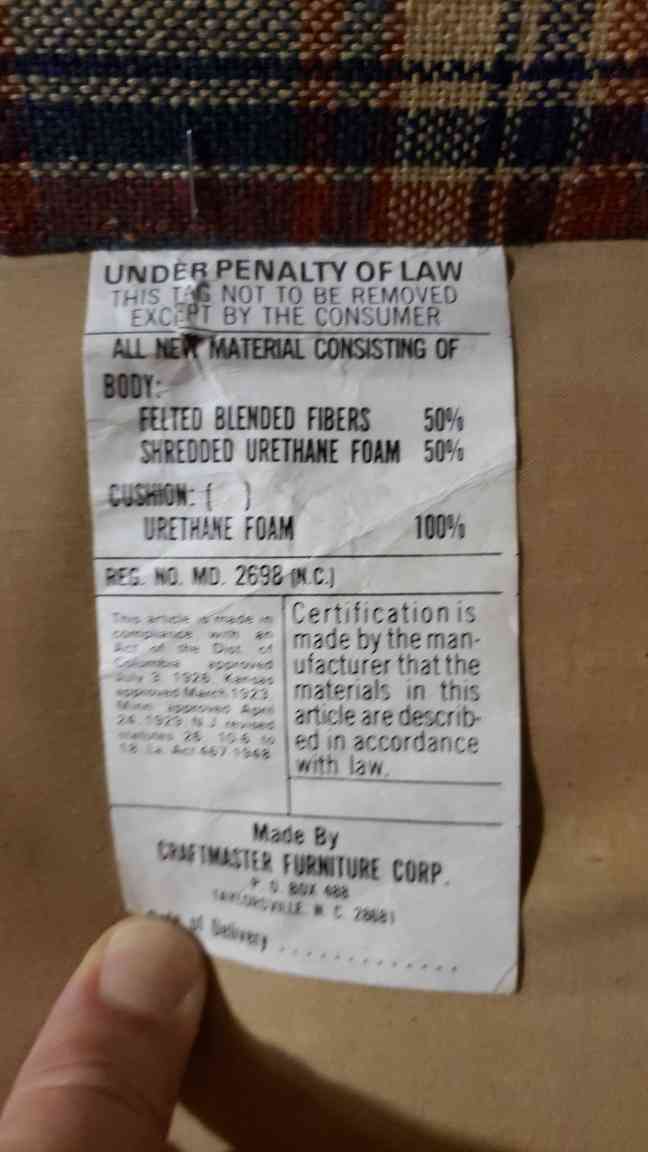 UNDER PENALTY OF LAW
THIS TAG NOT TO BE REMOVED
EXCEPT BY THE CONSUMER
ALL NEW MATERIAL CONSISTING OF
BODY:
FELTED BLENDED FIBERS 50%
SHREDDED URETHANE FOAM 50%
CUSHION: ( )
URETHANE FOAM 100%
REG. NO. MD. 2698 (N.C.)
This article is made in
compliance with an
Act of the Dist. of
Columbia approved
July 3, 1926, Kansas
approved March 1923,
Minn. approved April
24, 1929, N.J. revised
statutes 26: 10-6 to
18. La. Act 467-1948
Certification is
made by the man-
ufacturer that the
materials in this
article are describ-
ed in accordance
with law.
Made By
CRAFTMASTER FURNITURE CORP.
P. O. BOX 488
TAYLORSVILLE, N. C. 28681
Date of Delivery .............